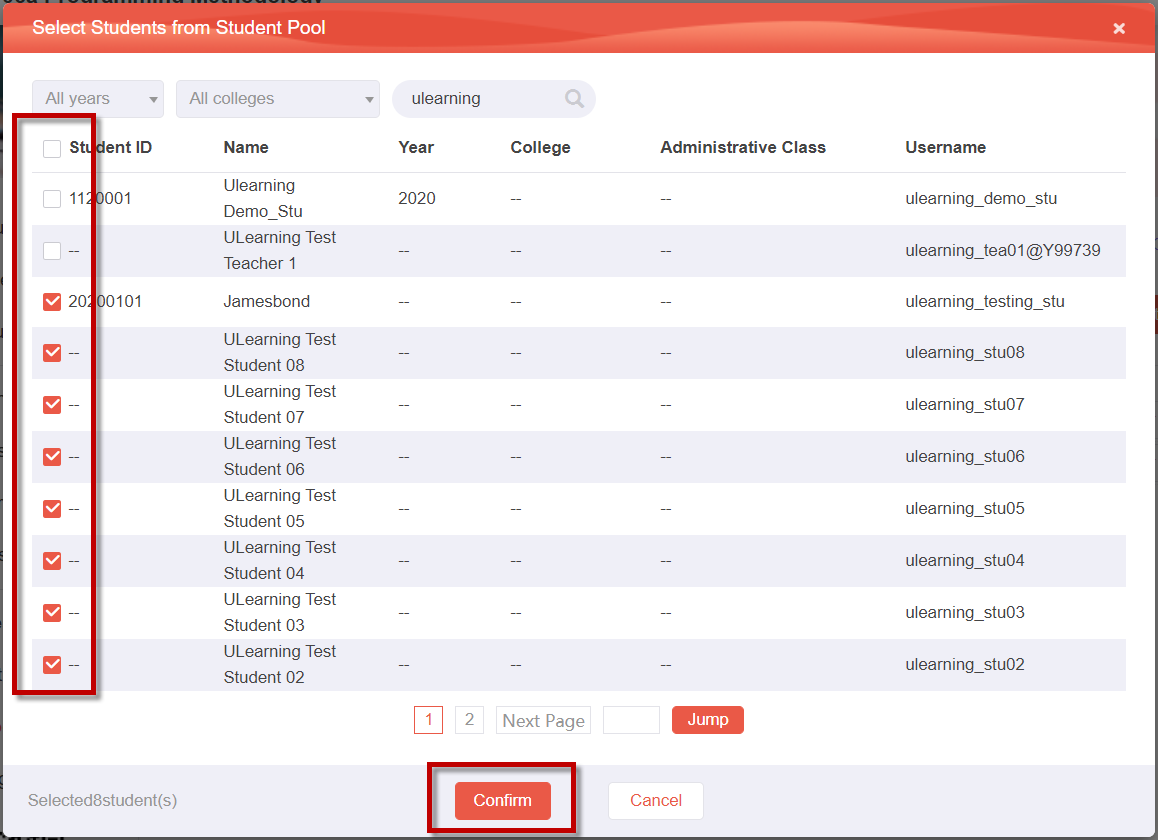 Select Students from Student Pool
All years All colleges ulearning
Student ID Name Year College Administrative Class Username
1120001 Ulearning Demo_Stu 2020 -- -- ulearning_demo_stu
-- ULearning Test Teacher 1 -- -- -- ulearning_tea01@Y99739
20200101 Jamesbond -- -- -- ulearning_testing_stu
-- ULearning Test Student 08 -- -- -- ulearning_stu08
-- ULearning Test Student 07 -- -- -- ulearning_stu07
-- ULearning Test Student 06 -- -- -- ulearning_stu06
-- ULearning Test Student 05 -- -- -- ulearning_stu05
-- ULearning Test Student 04 -- -- -- ulearning_stu04
-- ULearning Test Student 03 -- -- -- ulearning_stu03
-- ULearning Test Student 02 -- -- -- ulearning_stu02
1 2 Next Page Jump
Selected8student(s) Confirm Cancel